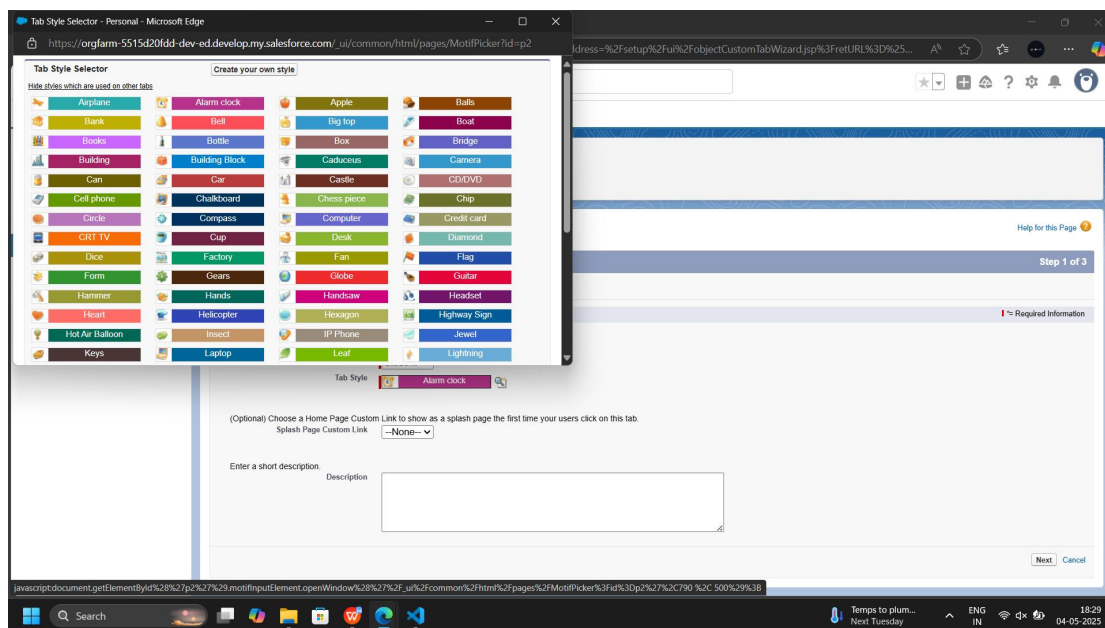 Tab Style Selector - Personal - Microsoft Edge
https://orgfarm-5515d20fdd-dev-ed.develop.my.salesforce.com/_ui/common/html/pages/MotifPicker?id=p2
ddress=%2Fsetup%2Fui%2FobjectCustomTabWizard.jsp%3FretURL%3D%25...
Tab Style Selector
Create your own style
Hide styles which are used on other tabs
Airplane Alarm clock Apple Balls
Bank Bell Big top Boat
Books Bottle Box Bridge
Building Building Block Caduceus Camera
Can Car Castle CD/DVD
Cell phone Chalkboard Chess piece Chip
Circle Compass Computer Credit card
CRT TV Cup Desk Diamond
Dice Factory Fan Flag
Form Gears Globe Guitar
Hammer Hands Handsaw Headset
Heart Helicopter Hexagon Highway Sign
Hot Air Balloon Insect IP Phone Jewel
Keys Laptop Leaf Lightning
Help for this Page
Step 1 of 3
= Required Information
Tab Style Alarm clock
(Optional) Choose a Home Page Custom Link to show as a splash page the first time your users click on this tab.
Splash Page Custom Link --None--
Enter a short description.
Description
Next Cancel
javascript:document.getElementById%28%27p2%27%29.motifInputElement.openWindow%28%27%2F_ui%2Fcommon%2Fhtml%2Fpages%2FMotifPicker%3Fid%3Dp2%27%2C790 %2C 500%29%3B
Search
Temps to plum...
Next Tuesday
ENG
IN
18:29
04-05-2025